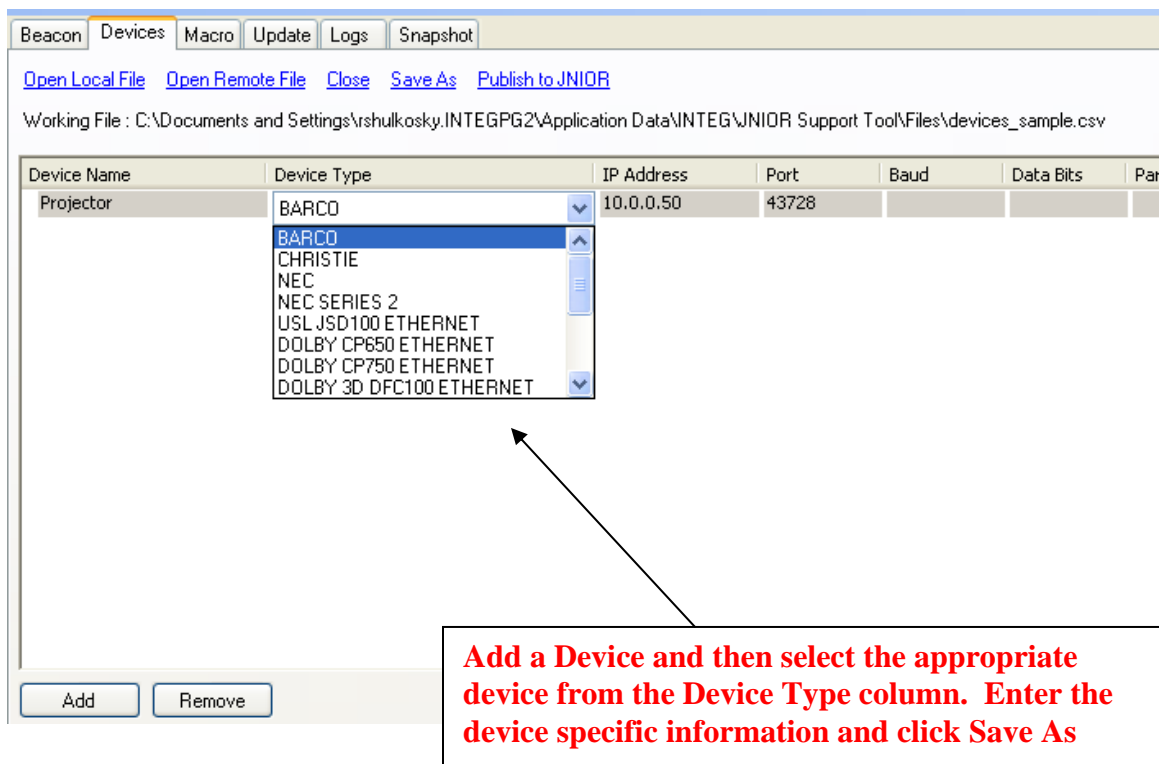 Beacon Devices Macro Update Logs Snapshot
Open Local File Open Remote File Close Save As Publish to JNIOR
Working File : C:\Documents and Settings\rshulkosky.INTEGPG2\Application Data\INTEG\JNIOR Support Tool\Files\devices_sample.csv
Device Name Device Type IP Address Port Baud Data Bits Par
Projector BARCO 10.0.0.50 43728
BARCO
CHRISTIE
NEC
NEC SERIES 2
USL JSD100 ETHERNET
DOLBY CP650 ETHERNET
DOLBY CP750 ETHERNET
DOLBY 3D DFC100 ETHERNET
Add a Device and then select the appropriate
device from the Device Type column. Enter the
device specific information and click Save As
Add Remove